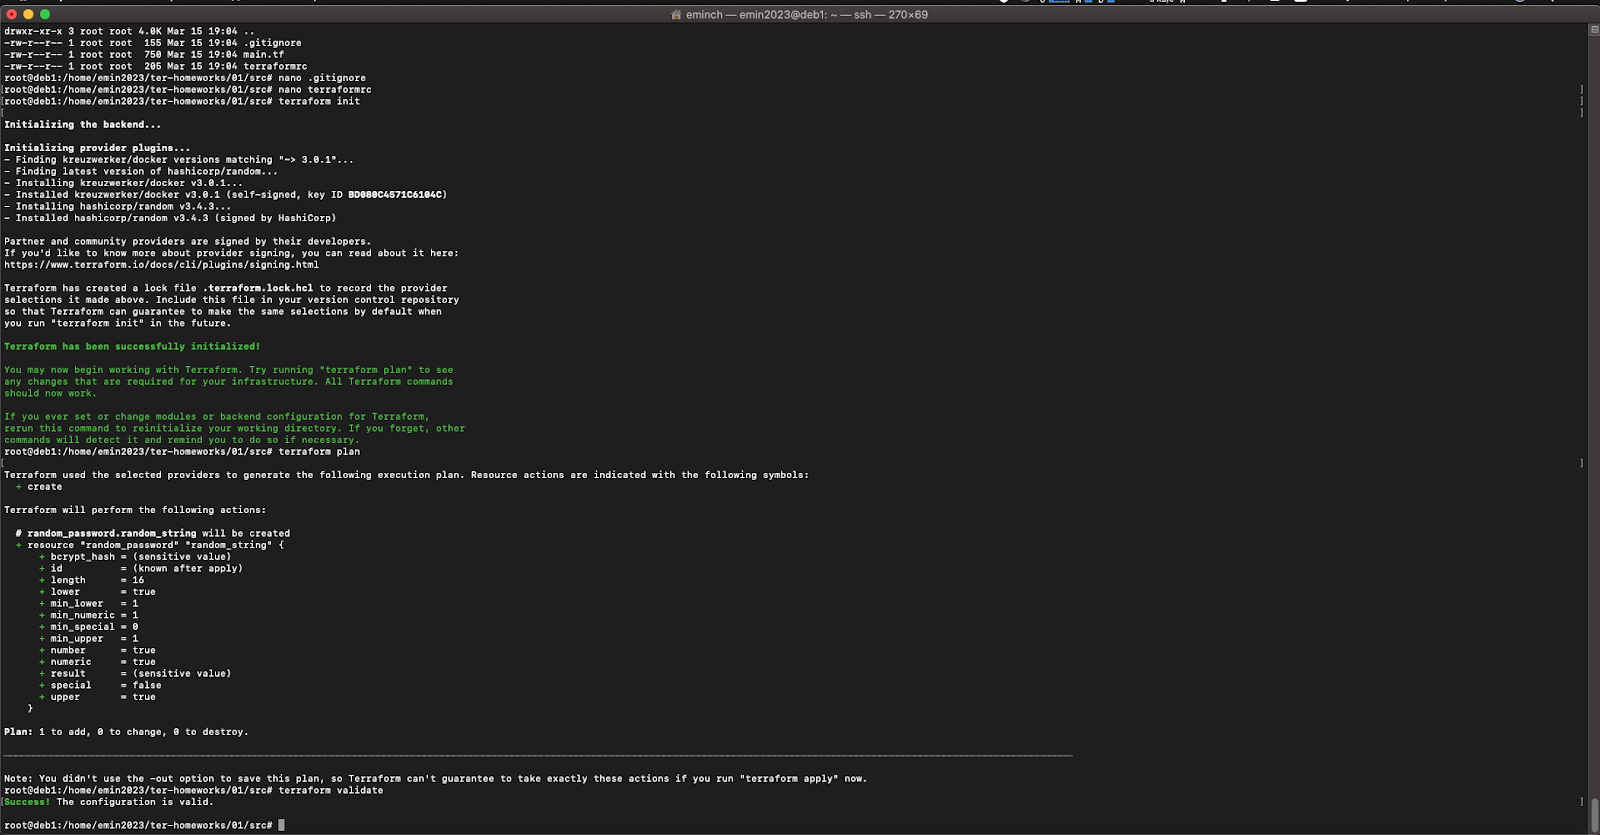 eminch — emin2023@deb1: ~ — ssh — 270×69
drwxr-xr-x 3 root root 4.0K Mar 15 19:04 ..
-rw-r--r-- 1 root root  155 Mar 15 19:04 .gitignore
-rw-r--r-- 1 root root  750 Mar 15 19:04 main.tf
-rw-r--r-- 1 root root  205 Mar 15 19:04 terraformrc
root@deb1:/home/emin2023/ter-homeworks/01/src# nano .gitignore
[root@deb1:/home/emin2023/ter-homeworks/01/src# nano terraformrc ]
[root@deb1:/home/emin2023/ter-homeworks/01/src# terraform init ]
[ ]
Initializing the backend...
Initializing provider plugins...
- Finding kreuzwerker/docker versions matching "~> 3.0.1"...
- Finding latest version of hashicorp/random...
- Installing kreuzwerker/docker v3.0.1...
- Installed kreuzwerker/docker v3.0.1 (self-signed, key ID BD080C4571C6104C)
- Installing hashicorp/random v3.4.3...
- Installed hashicorp/random v3.4.3 (signed by HashiCorp)
Partner and community providers are signed by their developers.
If you'd like to know more about provider signing, you can read about it here:
https://www.terraform.io/docs/cli/plugins/signing.html
Terraform has created a lock file .terraform.lock.hcl to record the provider
selections it made above. Include this file in your version control repository
so that Terraform can guarantee to make the same selections by default when
you run "terraform init" in the future.
Terraform has been successfully initialized!
You may now begin working with Terraform. Try running "terraform plan" to see
any changes that are required for your infrastructure. All Terraform commands
should now work.
If you ever set or change modules or backend configuration for Terraform,
rerun this command to reinitialize your working directory. If you forget, other
commands will detect it and remind you to do so if necessary.
root@deb1:/home/emin2023/ter-homeworks/01/src# terraform plan
[ ]
Terraform used the selected providers to generate the following execution plan. Resource actions are indicated with the following symbols:
  + create
Terraform will perform the following actions:
  # random_password.random_string will be created
  + resource "random_password" "random_string" {
      + bcrypt_hash = (sensitive value)
      + id          = (known after apply)
      + length      = 16
      + lower       = true
      + min_lower   = 1
      + min_numeric = 1
      + min_special = 0
      + min_upper   = 1
      + number      = true
      + numeric     = true
      + result      = (sensitive value)
      + special     = false
      + upper       = true
    }
Plan: 1 to add, 0 to change, 0 to destroy.
Note: You didn't use the -out option to save this plan, so Terraform can't guarantee to take exactly these actions if you run "terraform apply" now.
root@deb1:/home/emin2023/ter-homeworks/01/src# terraform validate
[Success! The configuration is valid. ]
root@deb1:/home/emin2023/ter-homeworks/01/src#